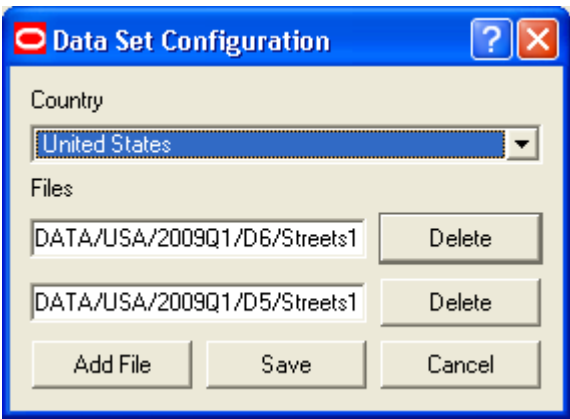 Data Set Configuration
Country
United States
Files
DATA/USA/2009Q1/D6/Streets1 Delete
DATA/USA/2009Q1/D5/Streets1 Delete
Add File Save Cancel